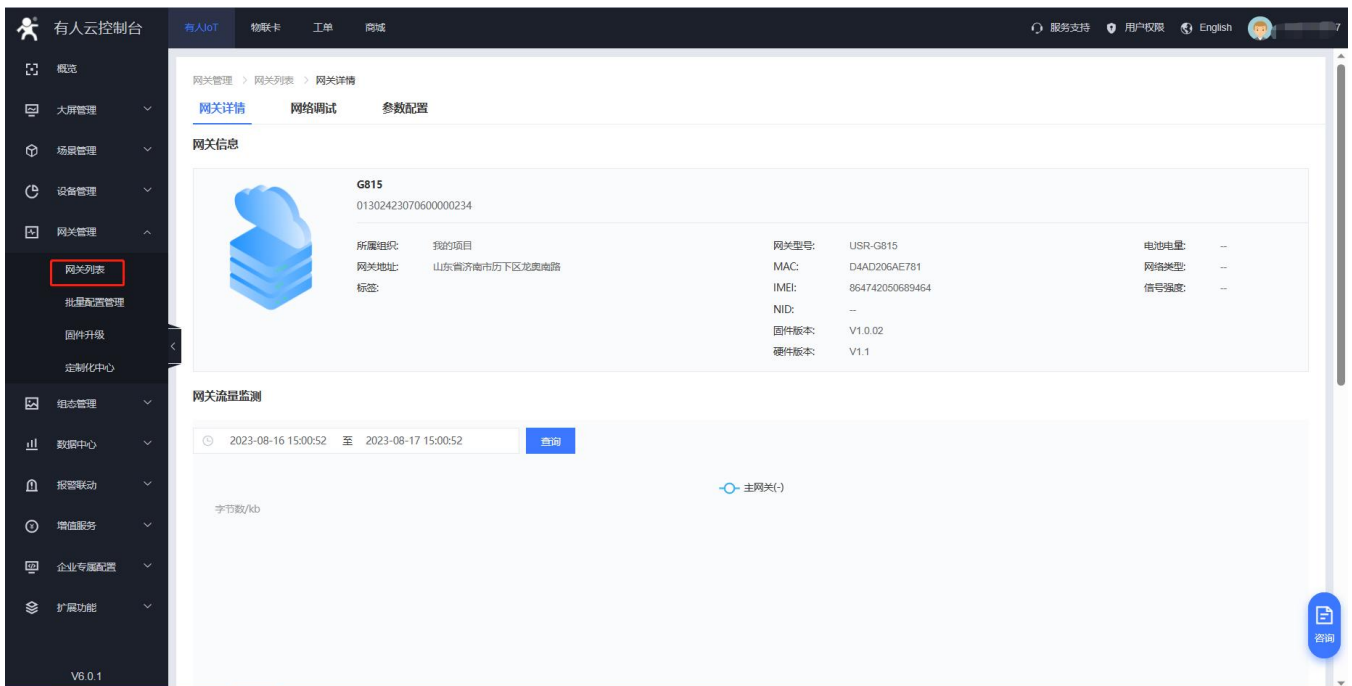 有人云控制台
有人IoT 物联卡 工单 商城
服务支持 用户权限 English 7
概览
大屏管理
场景管理
设备管理
网关管理
网关列表
批量配置管理
固件升级
定制化中心
组态管理
数据中心
报警联动
增值服务
企业专属配置
扩展功能
V6.0.1
网关管理 > 网关列表 > 网关详情
网关详情 网络调试 参数配置
网关信息
G815
01302423070600000234
所属组织: 我的项目
网关地址: 山东省济南市历下区龙奥南路
标签:
网关型号: USR-G815
MAC: D4AD206AE781
IMEI: 864742050689464
NID: --
固件版本: V1.0.02
硬件版本: V1.1
电池电量: --
网络类型: --
信号强度: --
网关流量监测
2023-08-16 15:00:52 至 2023-08-17 15:00:52 查询
主网关(-)
字节数/kb
咨询